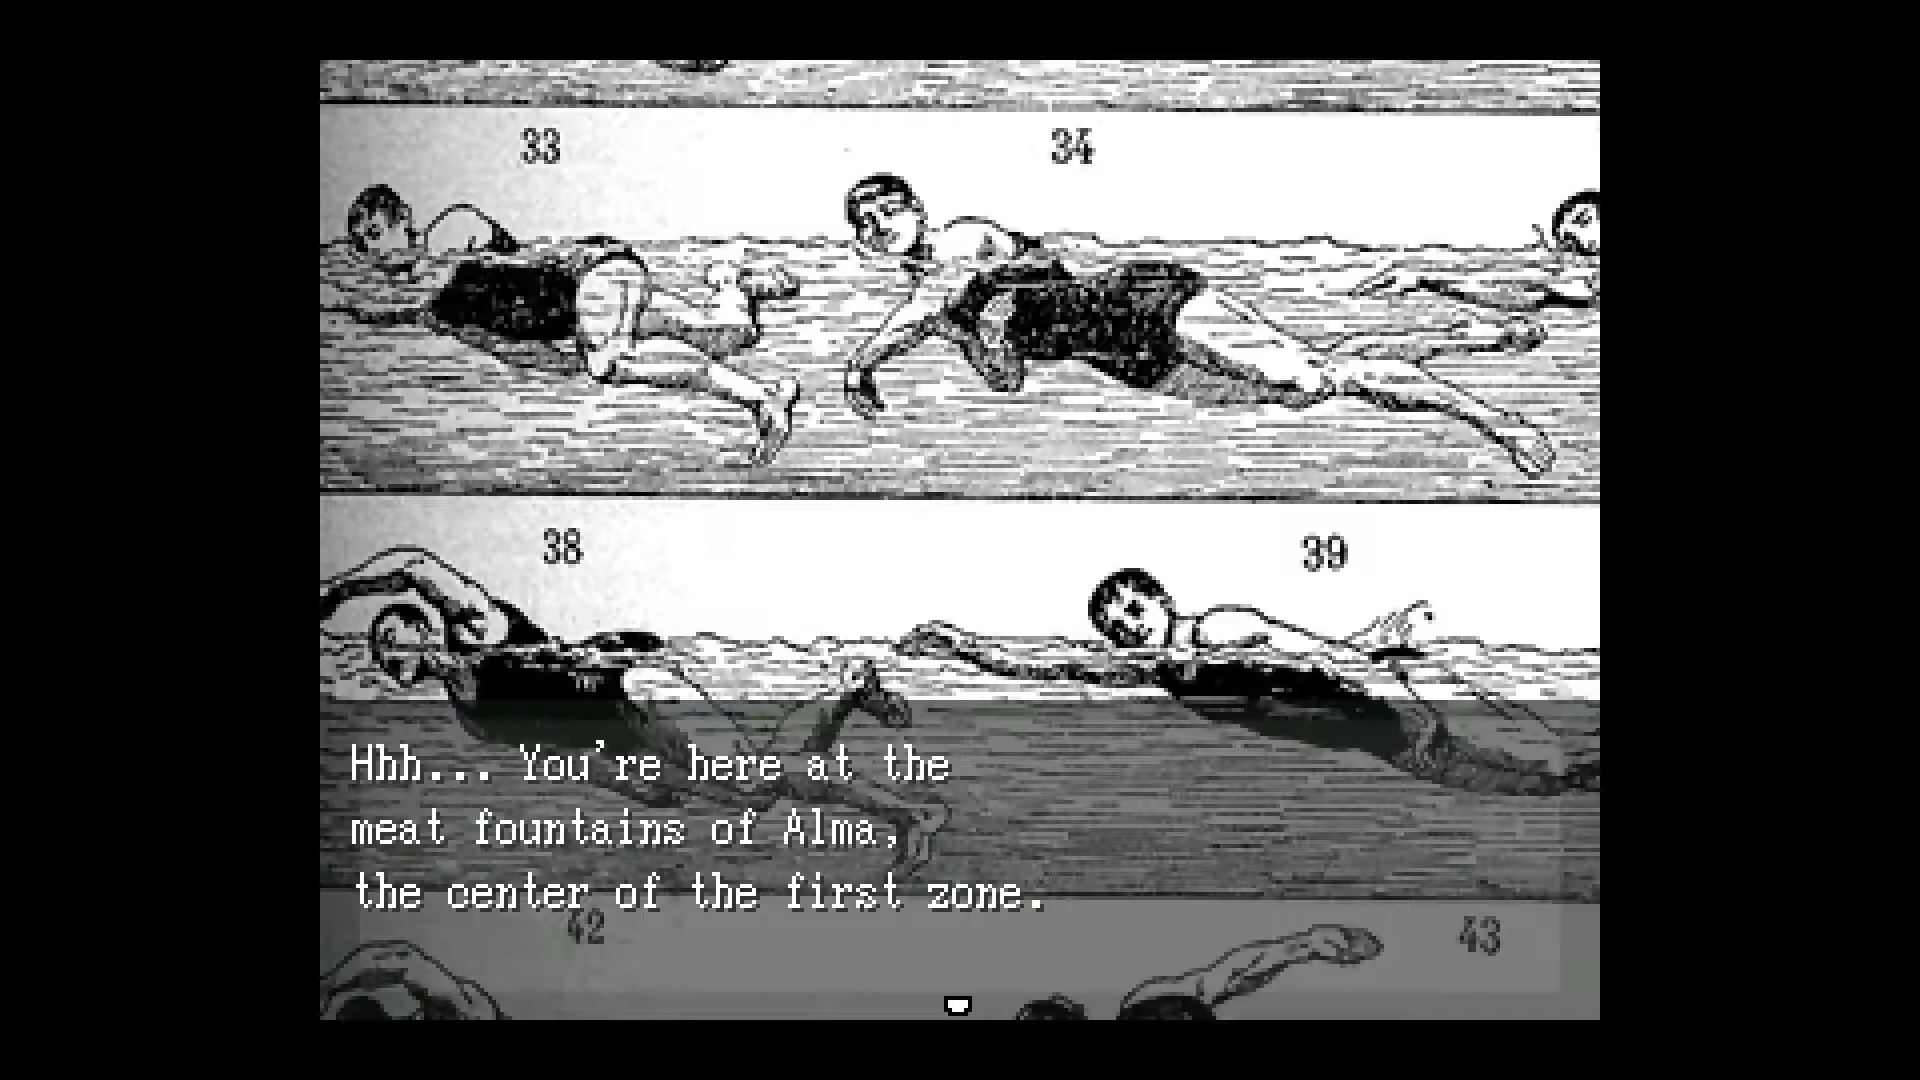 33
34
38
39
Hhh... You're here at the
meat fountains of Alma,
the center of the first zone.
42
43